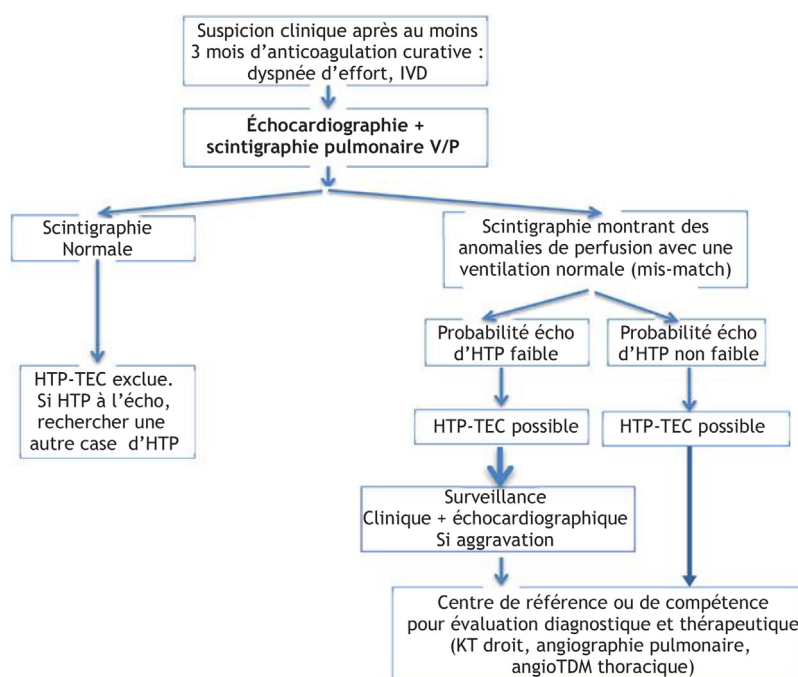 Suspicion clinique après au moins
3 mois d’anticoagulation curative :
dyspnée d’effort, IVD
Échocardiographie +
scintigraphie pulmonaire V/P
Scintigraphie
Normale
Scintigraphie montrant des
anomalies de perfusion avec une
ventilation normale (mis-match)
Probabilité écho
d’HTP faible
Probabilité écho
d’HTP non faible
HTP-TEC exclue.
Si HTP à l’écho,
rechercher une
autre case d’HTP
HTP-TEC possible
HTP-TEC possible
Surveillance
Clinique + échocardiographique
Si aggravation
Centre de référence ou de compétence
pour évaluation diagnostique et thérapeutique
(KT droit, angiographie pulmonaire,
angioTDM thoracique)